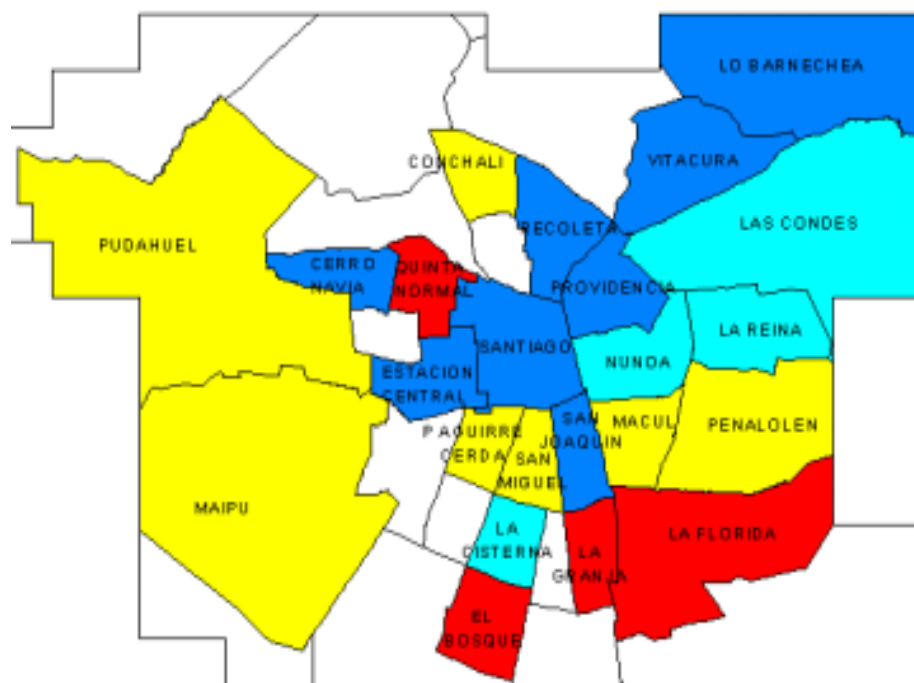 LO BARNECHEA
CONCHALI
VITACURA
LAS CONDES
RECOLETA
PUDAHUEL
CERRO
NAVIA
QUINTA
NORMAL
PROVIDENCIA
LA REINA
SANTIAGO
NUNOA
ESTACION
CENTRAL
P AGUIRRE
CERDA
SAN
MIGUEL
SAN
JOAQUIN
MACUL
PENALOLEN
MAIPU
LA
CISTERNA
LA
GRANJA
LA FLORIDA
EL
BOSQUE